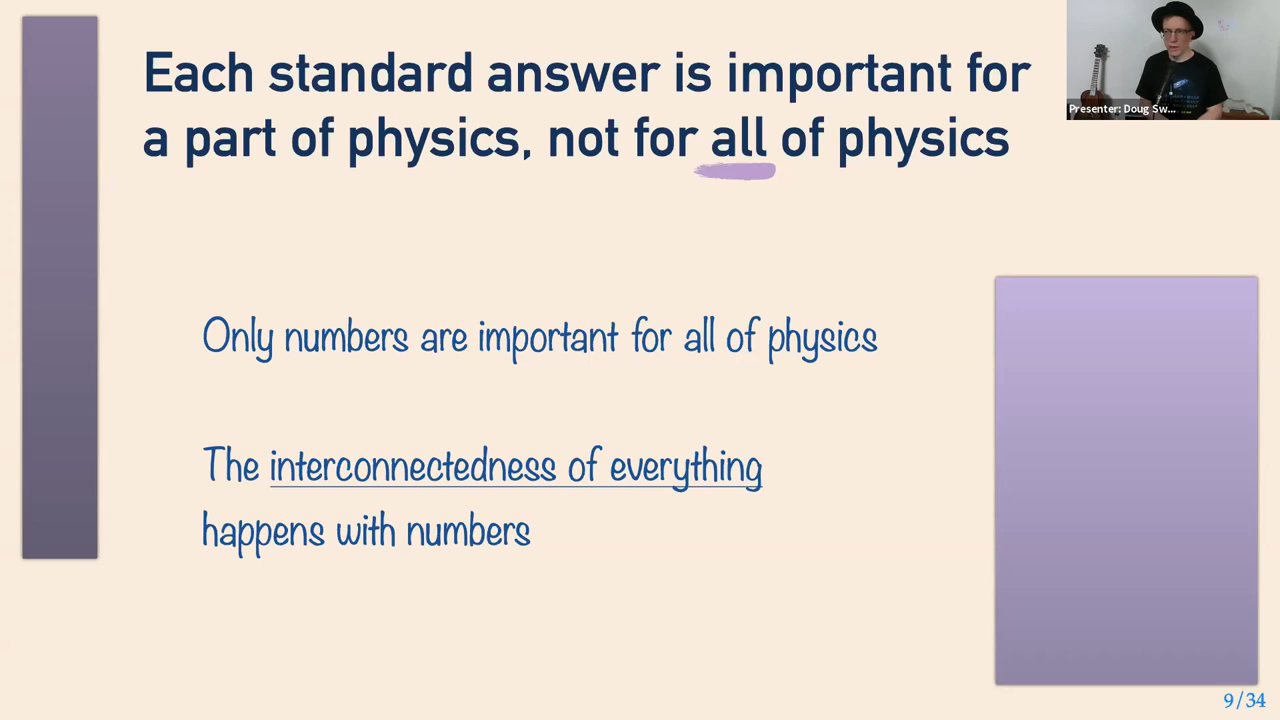 Each standard answer is important for
a part of physics, not for all of physics
Presenter: Doug Sw...
Only numbers are important for all of physics
The interconnectedness of everything
happens with numbers
9/34